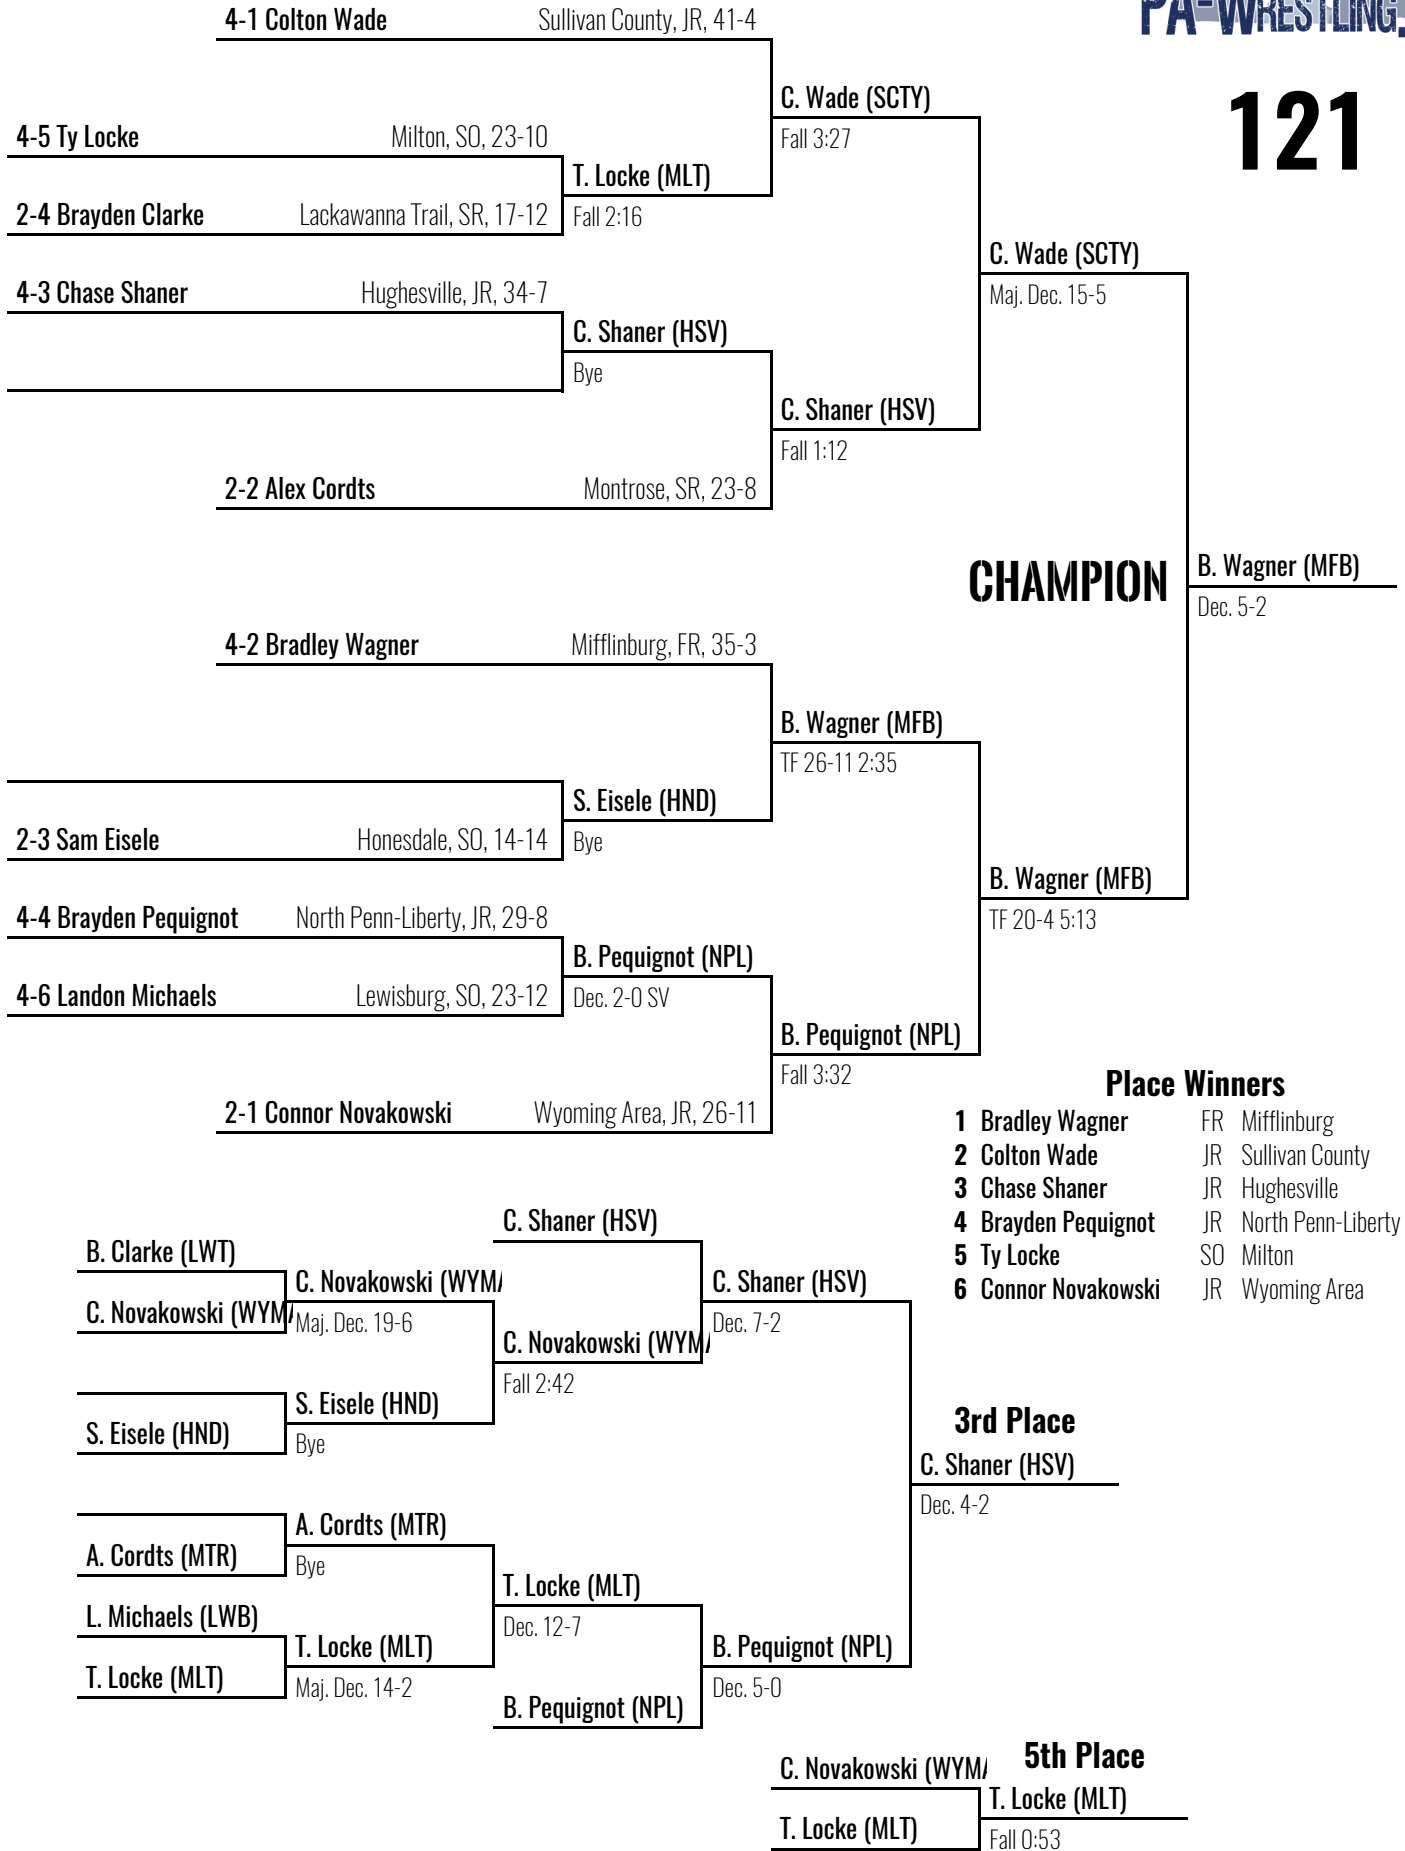 PA-WRESTLING.
121
4-1 Colton Wade Sullivan County, JR, 41-4
C. Wade (SCTY)
Fall 3:27
4-5 Ty Locke Milton, SO, 23-10
T. Locke (MLT)
2-4 Brayden Clarke Lackawanna Trail, SR, 17-12
Fall 2:16
C. Wade (SCTY)
Maj. Dec. 15-5
4-3 Chase Shaner Hughesville, JR, 34-7
C. Shaner (HSV)
Bye
C. Shaner (HSV)
Fall 1:12
2-2 Alex Cordts Montrose, SR, 23-8
CHAMPION
B. Wagner (MFB)
Dec. 5-2
4-2 Bradley Wagner Mifflinburg, FR, 35-3
B. Wagner (MFB)
TF 26-11 2:35
S. Eisele (HND)
2-3 Sam Eisele Honesdale, SO, 14-14
Bye
B. Wagner (MFB)
TF 20-4 5:13
4-4 Brayden Pequignot North Penn-Liberty, JR, 29-8
B. Pequignot (NPL)
4-6 Landon Michaels Lewisburg, SO, 23-12
Dec. 2-0 SV
B. Pequignot (NPL)
Fall 3:32
2-1 Connor Novakowski Wyoming Area, JR, 26-11
Place Winners
1 Bradley Wagner FR Mifflinburg
2 Colton Wade JR Sullivan County
3 Chase Shaner JR Hughesville
4 Brayden Pequignot JR North Penn-Liberty
5 Ty Locke SO Milton
6 Connor Novakowski JR Wyoming Area
C. Shaner (HSV)
B. Clarke (LWT)
C. Novakowski (WYMA
C. Shaner (HSV)
C. Novakowski (WYMA
Maj. Dec. 19-6
Dec. 7-2
C. Novakowski (WYMA
Fall 2:42
S. Eisele (HND)
S. Eisele (HND)
Bye
3rd Place
C. Shaner (HSV)
Dec. 4-2
A. Cordts (MTR)
A. Cordts (MTR)
Bye
T. Locke (MLT)
Dec. 12-7
L. Michaels (LWB)
T. Locke (MLT)
B. Pequignot (NPL)
T. Locke (MLT)
Maj. Dec. 14-2
Dec. 5-0
B. Pequignot (NPL)
5th Place
C. Novakowski (WYMA
T. Locke (MLT)
T. Locke (MLT)
Fall 0:53